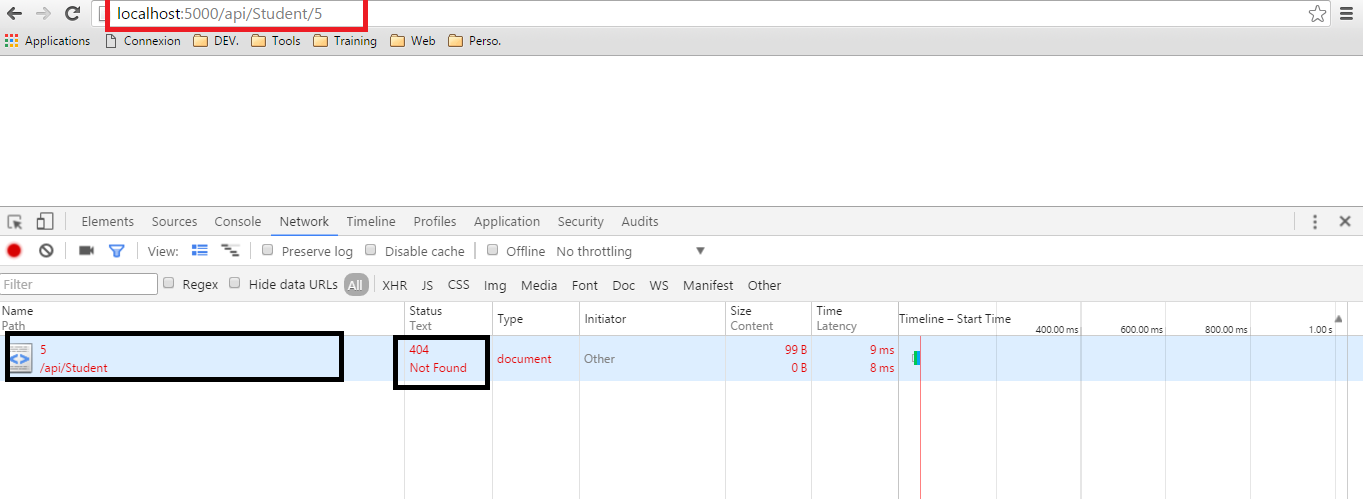 localhost:5000/api/Student/5
Applications Connexion DEV. Tools Training Web Perso.
Elements Sources Console Network Timeline Profiles Application Security Audits
View: Preserve log Disable cache Offline No throttling
Filter Regex Hide data URLs All XHR JS CSS Img Media Font Doc WS Manifest Other
Name Status Type Initiator Size Time Timeline – Start Time
Path Text Content Latency 400.00 ms 600.00 ms 800.00 ms 1.00 s
5 404 document Other 99 B 9 ms
/api/Student Not Found 0 B 8 ms